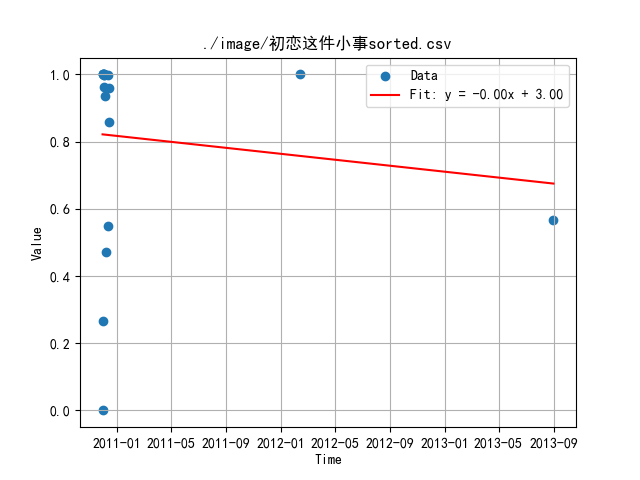 ./image/初恋这件小事sorted.csv
Data
Fit: y = -0.00x + 3.00
1.0
0.8
0.6
0.4
0.2
0.0
Value
2011-01 2011-05 2011-09 2012-01 2012-05 2012-09 2013-01 2013-05 2013-09
Time